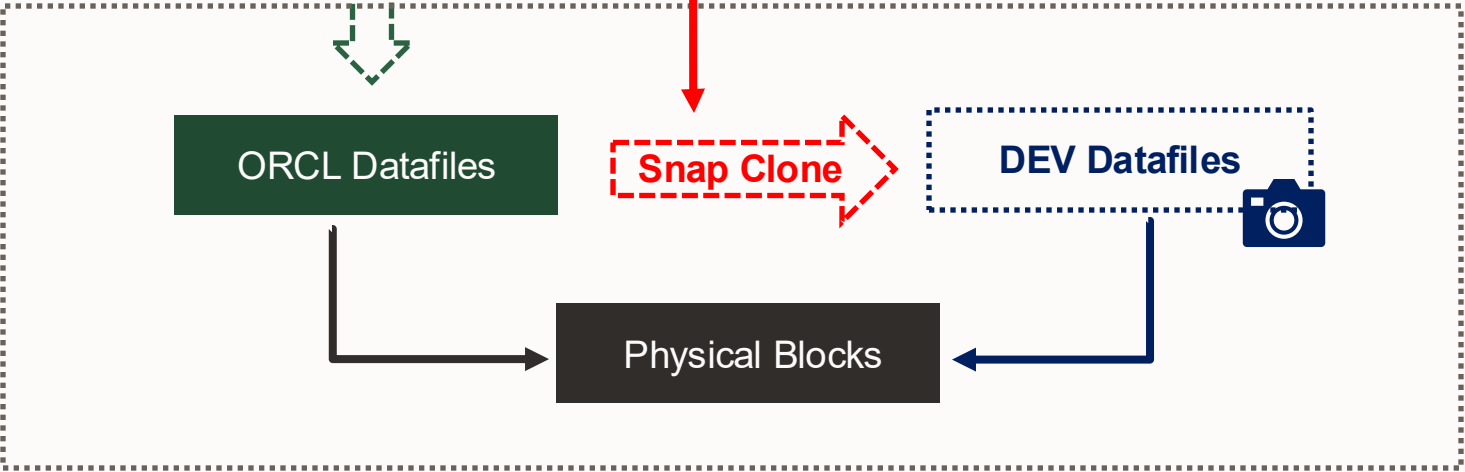 ORCL Datafiles
Snap Clone
DEV Datafiles
Physical Blocks